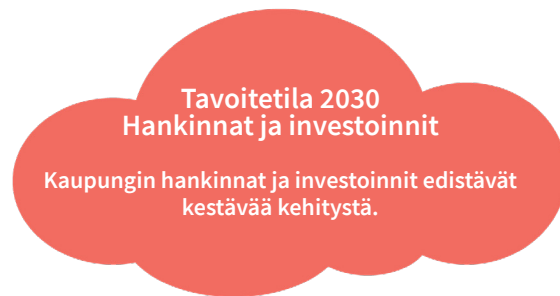 Tavoitetila 2030
Hankinnat ja investoinnit
Kaupungin hankinnat ja investoinnit edistävät
kestävää kehitystä.